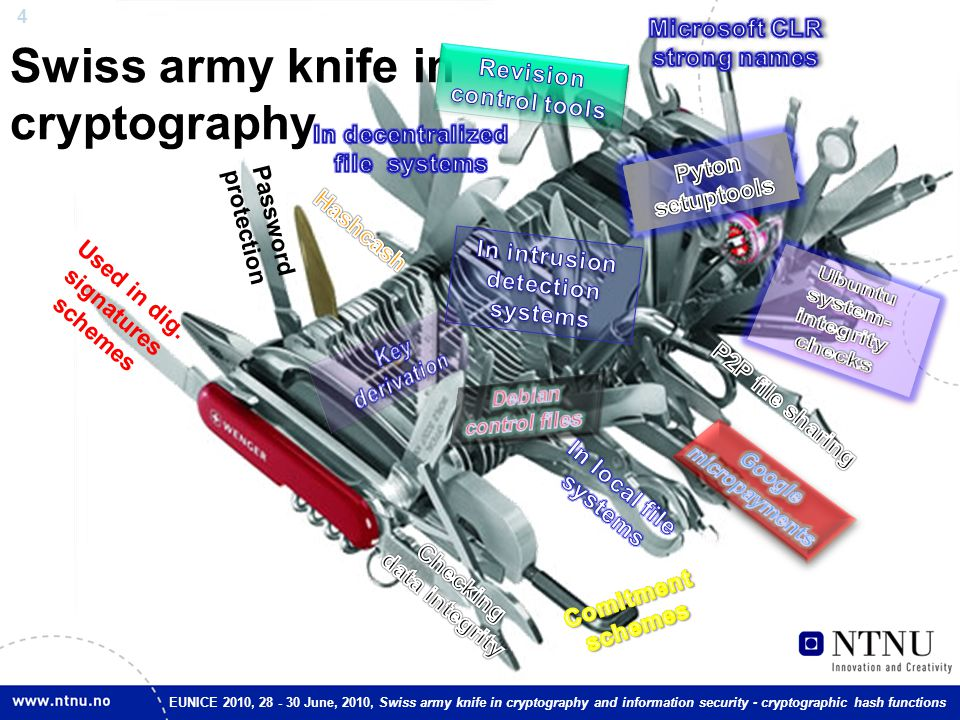 4
Swiss army knife in
cryptography
Microsoft CLR
strong names
Revision
control tools
In decentralized
file systems
Pyton
setuptools
Password
protection
Hashcash
In intrusion
detection
systems
Used in dig.
signatures
schemes
Ubuntu
system-
integrity
checks
Key
derivation
P2P file sharing
Debian
control files
WENGER
In local file
systems
Google
micropayments
Checking
data integrity
Comitment
schemes
NTNU
Innovation and Creativity
www.ntnu.no
EUNICE 2010, 28 - 30 June, 2010, Swiss army knife in cryptography and information security - cryptographic hash functions